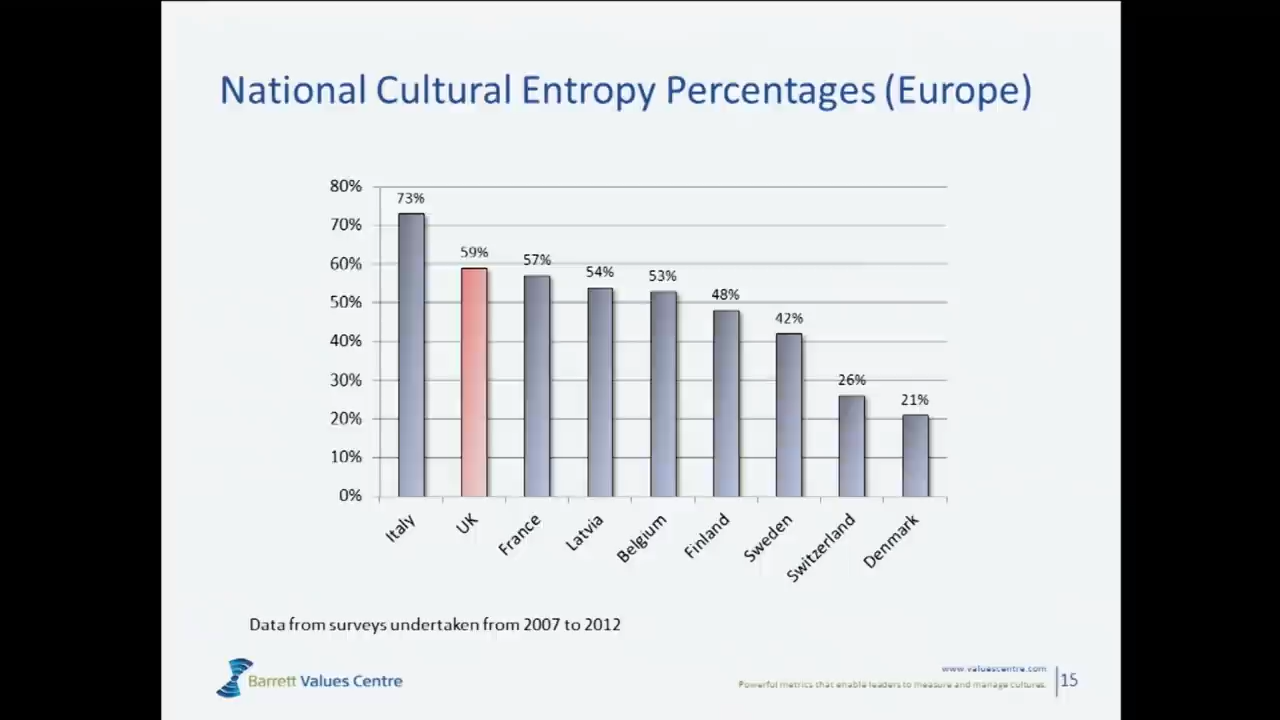 National Cultural Entropy Percentages (Europe)
80%
70%
60%
50%
40%
30%
20%
10%
0%
73%
59%
57%
54%
53%
48%
42%
26%
21%
Italy
UK
France
Latvia
Belgium
Finland
Sweden
Switzerland
Denmark
Data from surveys undertaken from 2007 to 2012
Barrett Values Centre
www.valuescentre.com
Powerful metrics that enable leaders to measure and manage cultures.
15